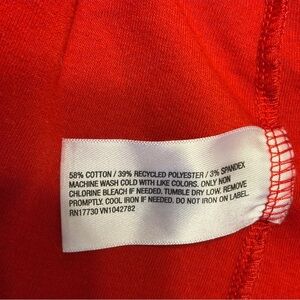 58% COTTON / 39% RECYCLED POLYESTER / 3% SPANDEX
MACHINE WASH COLD WITH LIKE COLORS. ONLY NON
CHLORINE BLEACH IF NEEDED. TUMBLE DRY LOW. REMOVE
PROMPTLY. COOL IRON IF NEEDED. DO NOT IRON ON LABEL.
RN17730 VN1042782